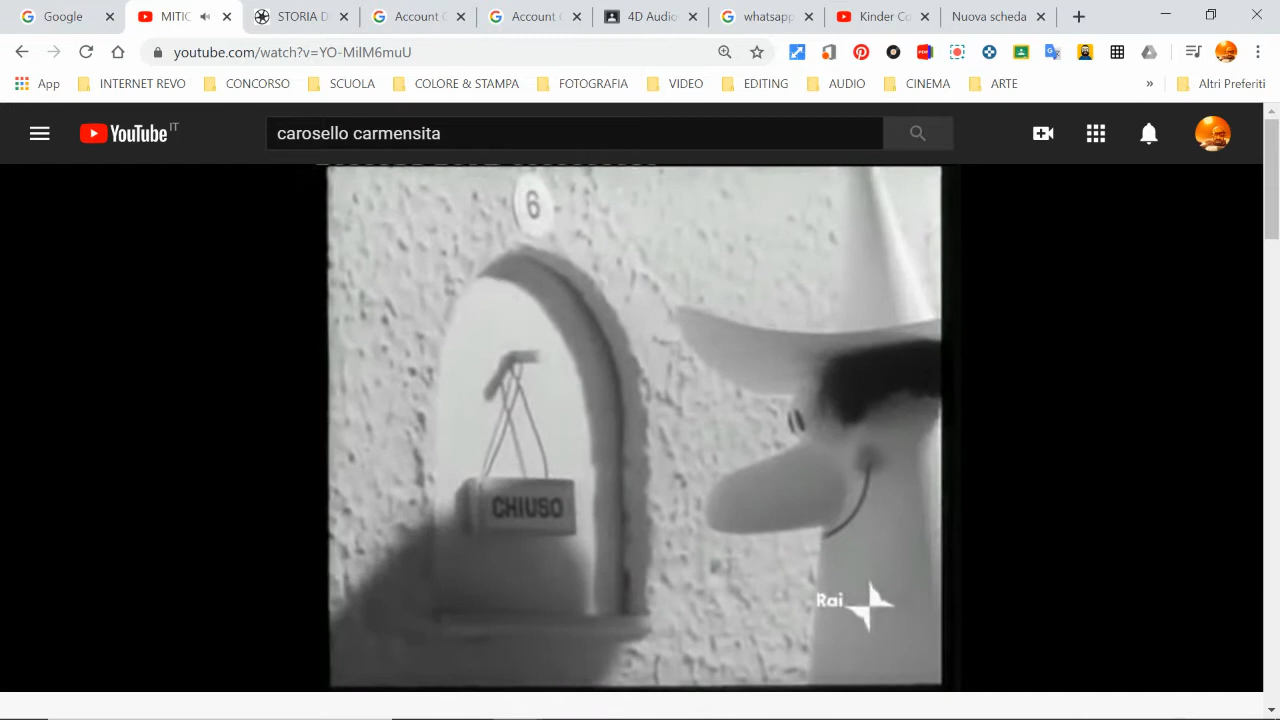 Google
MITIC
STORIA D
Account G
Account G
4D Audio
whatsapp
Kinder Co
Nuova scheda
youtube.com/watch?v=YO-MilM6muU
App
INTERNET REVO
CONCORSO
SCUOLA
COLORI & STAMPA
FOTOGRAFIA
VIDEO
EDITING
AUDIO
CINEMA
ARTE
»
Altri Preferiti
YouTube IT
carosello carmensita
6
CHIUSO
Rai